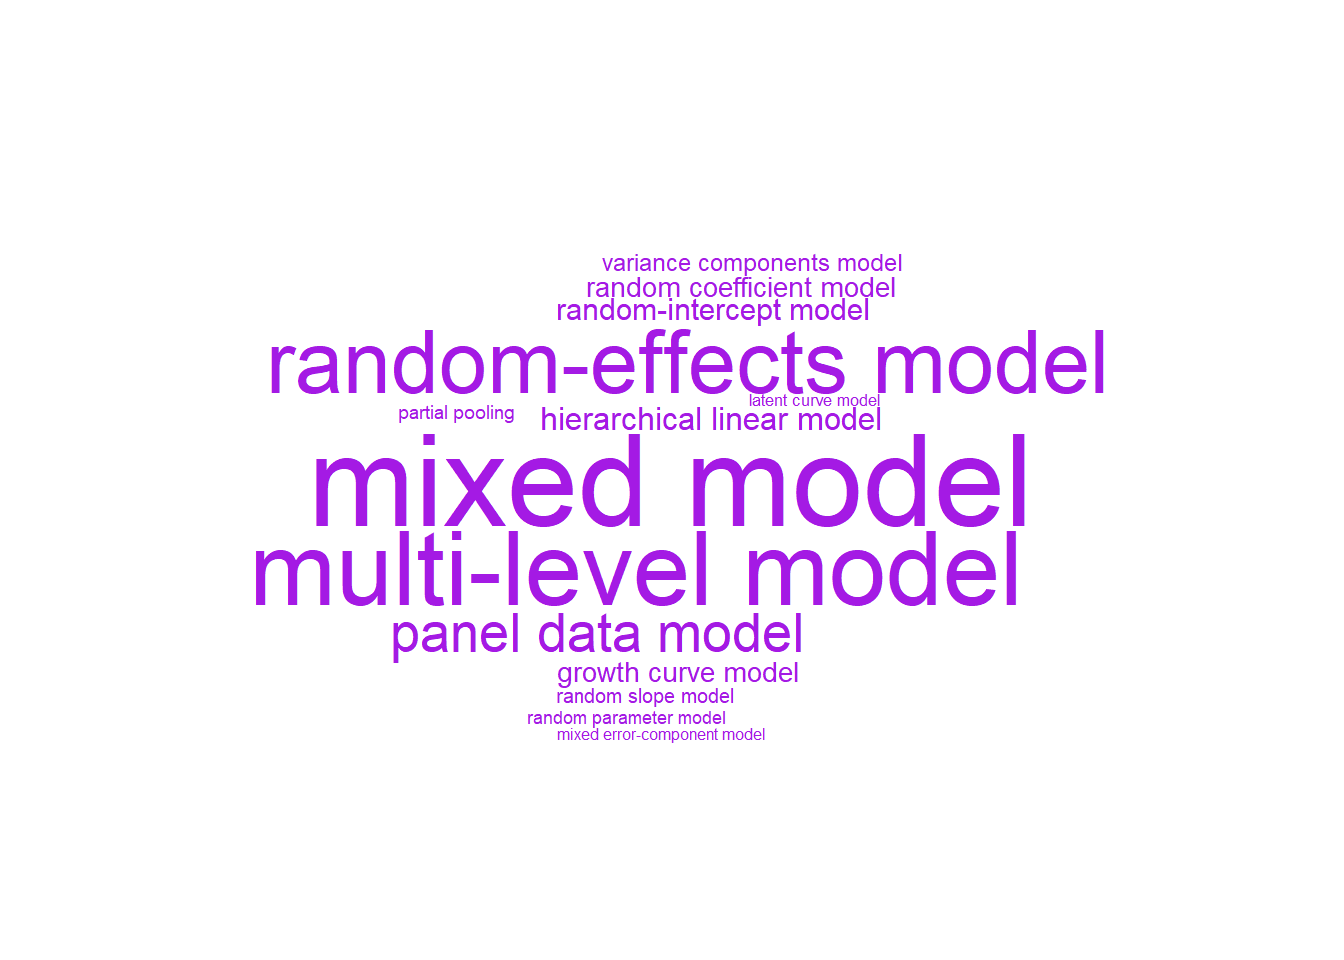 variance components model
random coefficient model
random-intercept model
random-effects model
latent curve model
partial pooling
hierarchical linear model
mixed model
multi-level model
panel data model
growth curve model
random slope model
random parameter model
mixed error-component model